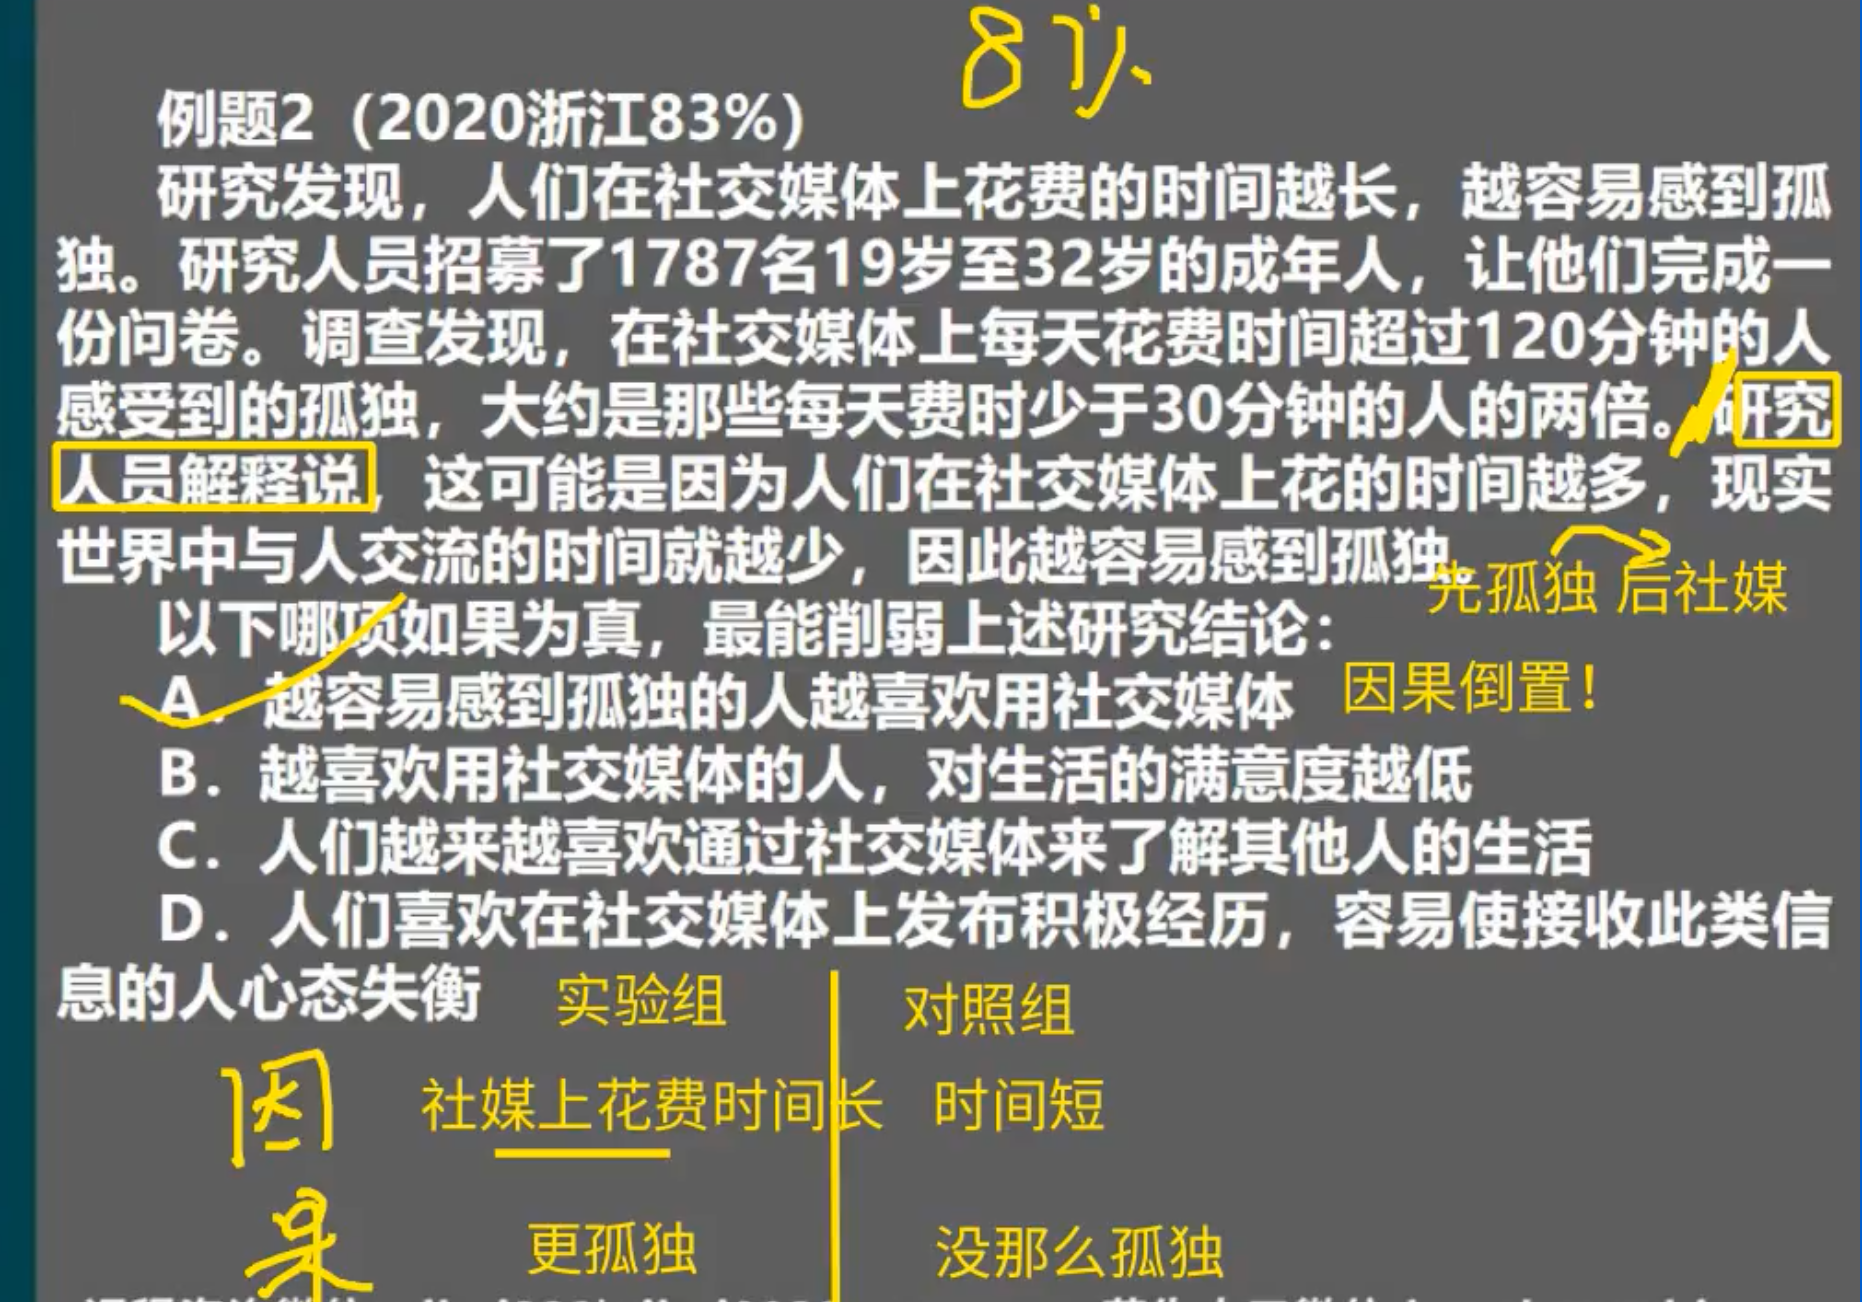 8
例题2（2020浙江83%）
研究发现，人们在社交媒体上花费的时间越长，越容易感到孤
独。研究人员招募了1787名19岁至32岁的成年人，让他们完成一
份问卷。调查发现，在社交媒体上每天花费时间超过120分钟的人
感受到的孤独，大约是那些每天费时少于30分钟的人的两倍。研究
人员解释说，这可能是因为人们在社交媒体上花的时间越多，现实
世界中与人交流的时间就越少，因此越容易感到孤独。
先孤独 后社媒
以下哪项如果为真，最能削弱上述研究结论：
A．越容易感到孤独的人越喜欢用社交媒体 因果倒置！
B．越喜欢用社交媒体的人，对生活的满意度越低
C．人们越来越喜欢通过社交媒体来了解其他人的生活
D．人们喜欢在社交媒体上发布积极经历，容易使接收此类信
息的人心态失衡 实验组 对照组
因 社媒上花费时间长 时间短
果 更孤独 没那么孤独